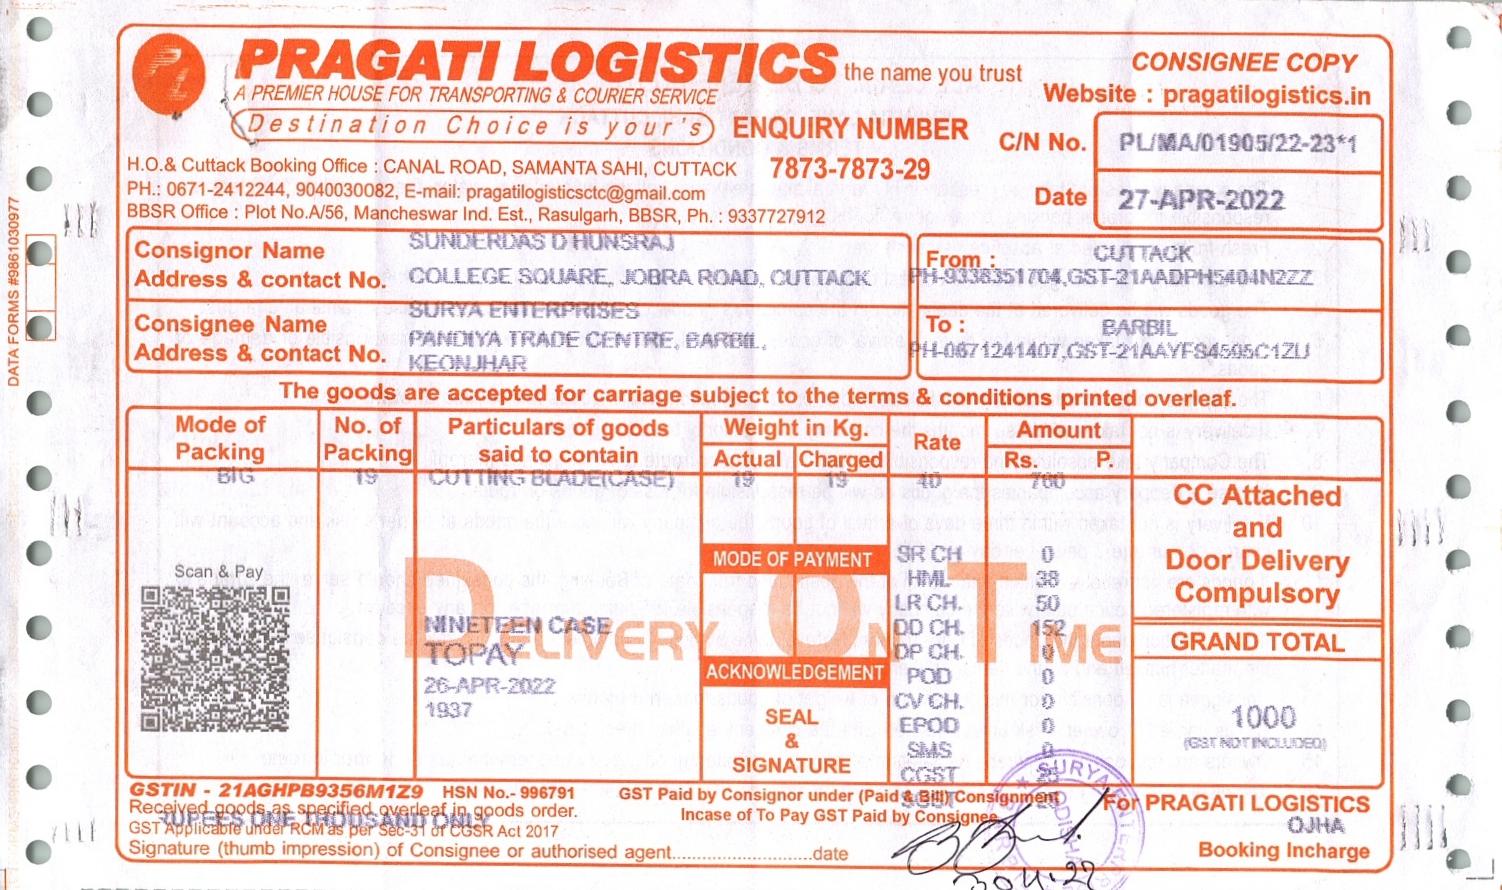 PRAGATI LOGISTICS the name you trust
A PREMIER HOUSE FOR TRANSPORTING & COURIER SERVICE
Destination Choice is your's
ENQUIRY NUMBER
7873-7873-29
CONSIGNEE COPY
Website : pragatilogistics.in
C/N No. PL/MA/01905/22-23*1
Date 27-APR-2022
H.O.& Cuttack Booking Office : CANAL ROAD, SAMANTA SAHI, CUTTACK
PH.: 0671-2412244, 9040030082, E-mail: pragatilogisticsctc@gmail.com
BBSR Office : Plot No.A/56, Mancheswar Ind. Est., Rasulgarh, BBSR, Ph. : 9337727912
DATA FORMS #9861030977
Consignor Name SUNDERDAS D HUNSRAJ
Address & contact No. COLLEGE SQUARE, JOBRA ROAD, CUTTACK
From : CUTTACK
PH-9338351704,GST-21AADPH5404N2ZZ
Consignee Name SURYA ENTERPRISES
Address & contact No. PANDIYA TRADE CENTRE, BARBIL,
KEONJHAR
To : BARBIL
PH-0671241407,GST-21AAYFS4595C1ZU
The goods are accepted for carriage subject to the terms & conditions printed overleaf.
Mode of Packing No. of Packing Particulars of goods said to contain Weight in Kg. Actual Charged Rate Amount Rs. P.
BIG 19 CUTTING BLADE(CASE) 19 19 40 760
CC Attached
and
Door Delivery
Compulsory
Scan & Pay
DELIVERY ON TIME
NINETEEN CASE
TOPAY
26-APR-2022
1937
MODE OF PAYMENT
ACKNOWLEDGEMENT
SEAL
&
SIGNATURE
SR CH 0
HML 38
LR CH. 50
DD CH. 152
DP CH. 0
POD 0
CV CH. 0
EPOD 0
SMS 0
CGST 25
SGST
GRAND TOTAL
1000
(GST NOT INCLUDED)
GSTIN - 21AGHPB9356M1Z9 HSN No.- 996791
Received goods as specified overleaf in goods order.
RUPEES ONE THOUSAND ONLY
GST Applicable under RCM as per Sec-31 of CGSR Act 2017
Signature (thumb impression) of Consignee or authorised agent..............................date
GST Paid by Consignor under (Paid & Bill) Consignment
Incase of To Pay GST Paid by Consignee
For PRAGATI LOGISTICS
OJHA
Booking Incharge
SURYA ENTER
ODISHA